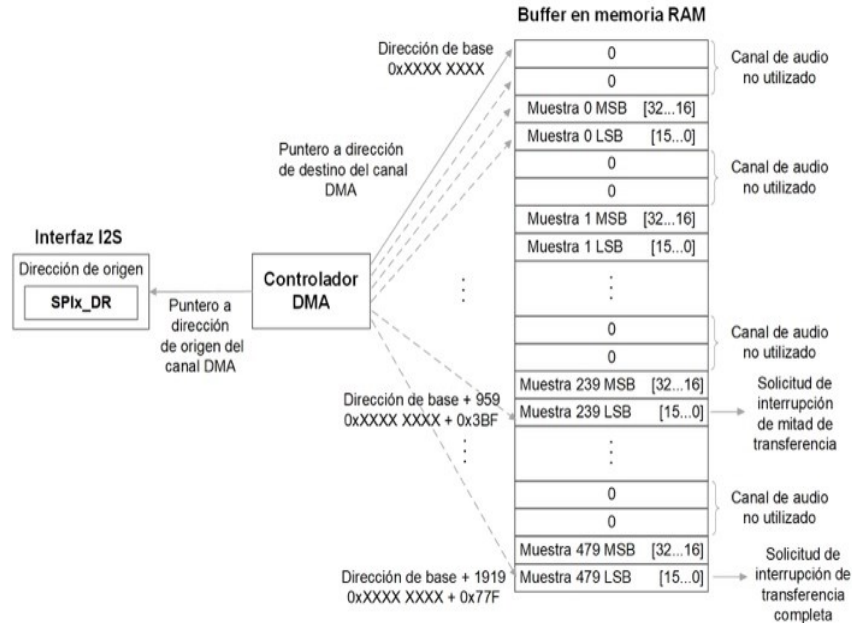 Buffer en memoria RAM
Dirección de base
0xXXXX XXXX
0
0
Canal de audio
no utilizado
Muestra 0 MSB [32...16]
Muestra 0 LSB [15...0]
Puntero a dirección
de destino del canal
DMA
0
0
Canal de audio
no utilizado
Muestra 1 MSB [32...16]
Muestra 1 LSB [15...0]
Interfaz I2S
Dirección de origen
SPIx_DR
Puntero a
dirección
de origen del
canal DMA
Controlador
DMA
⋮
⋮
0
0
Canal de audio
no utilizado
Dirección de base + 959
0xXXXX XXXX + 0x3BF
Muestra 239 MSB [32...16]
Muestra 239 LSB [15...0]
Solicitud de
interrupción
de mitad de
transferencia
⋮
⋮
0
0
Canal de audio
no utilizado
Dirección de base + 1919
0xXXXX XXXX + 0x77F
Muestra 479 MSB [32...16]
Muestra 479 LSB [15...0]
Solicitud de
interrupción de
transferencia
completa